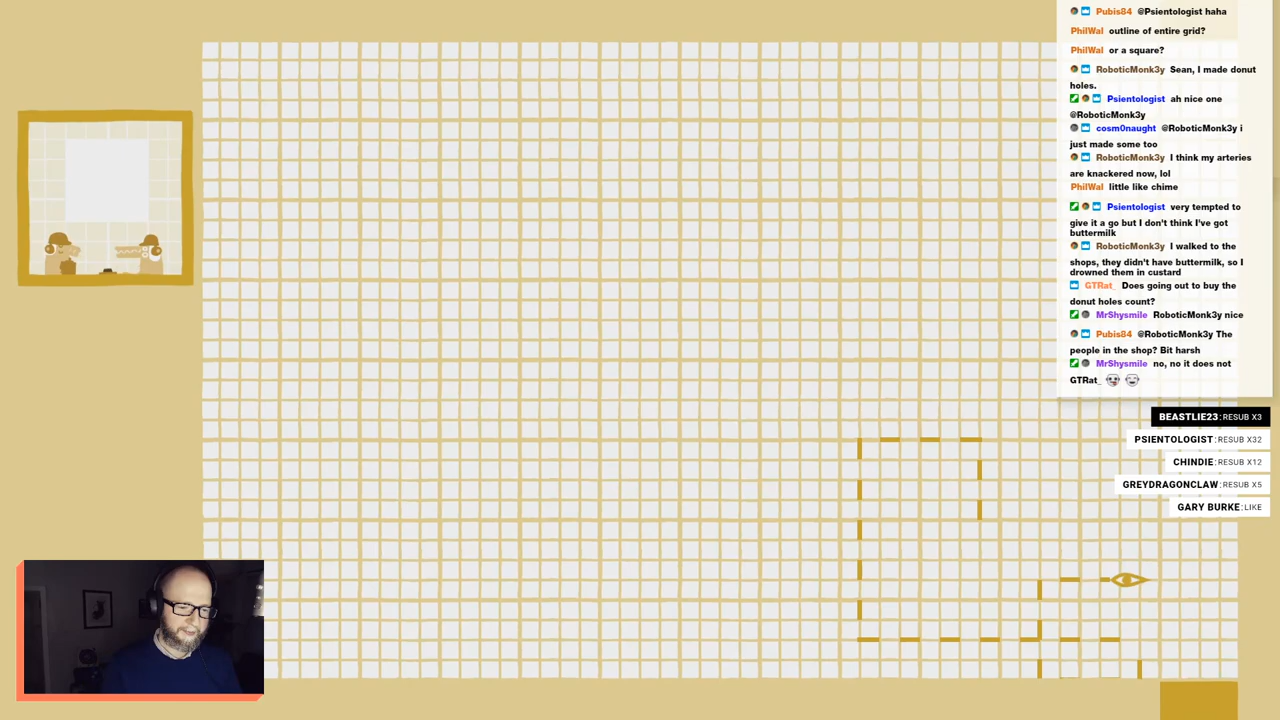 Pubis84 @Psientologist haha
PhilWal outline of entire grid?
PhilWal or a square?
RoboticMonk3y Sean, I made donut
holes.
Psientologist ah nice one
@RoboticMonk3y
cosm0naught @RoboticMonk3y i
just made some too
RoboticMonk3y I think my arteries
are knackered now, lol
PhilWal little like chime
Psientologist very tempted to
give it a go but I don't think I've got
buttermilk
RoboticMonk3y I walked to the
shops, they didn't have buttermilk, so I
drowned them in custard
GTRat_ Does going out to buy the
donut holes count?
MrShysmile RoboticMonk3y nice
Pubis84 @RoboticMonk3y The
people in the shop? Bit harsh
MrShysmile no, no it does not
GTRat_
BEASTLIE23:RESUB X3
PSIENTOLOGIST:RESUB X32
CHINDIE:RESUB X12
GREYDRAGONCLAW:RESUB X5
GARY BURKE:LIKE